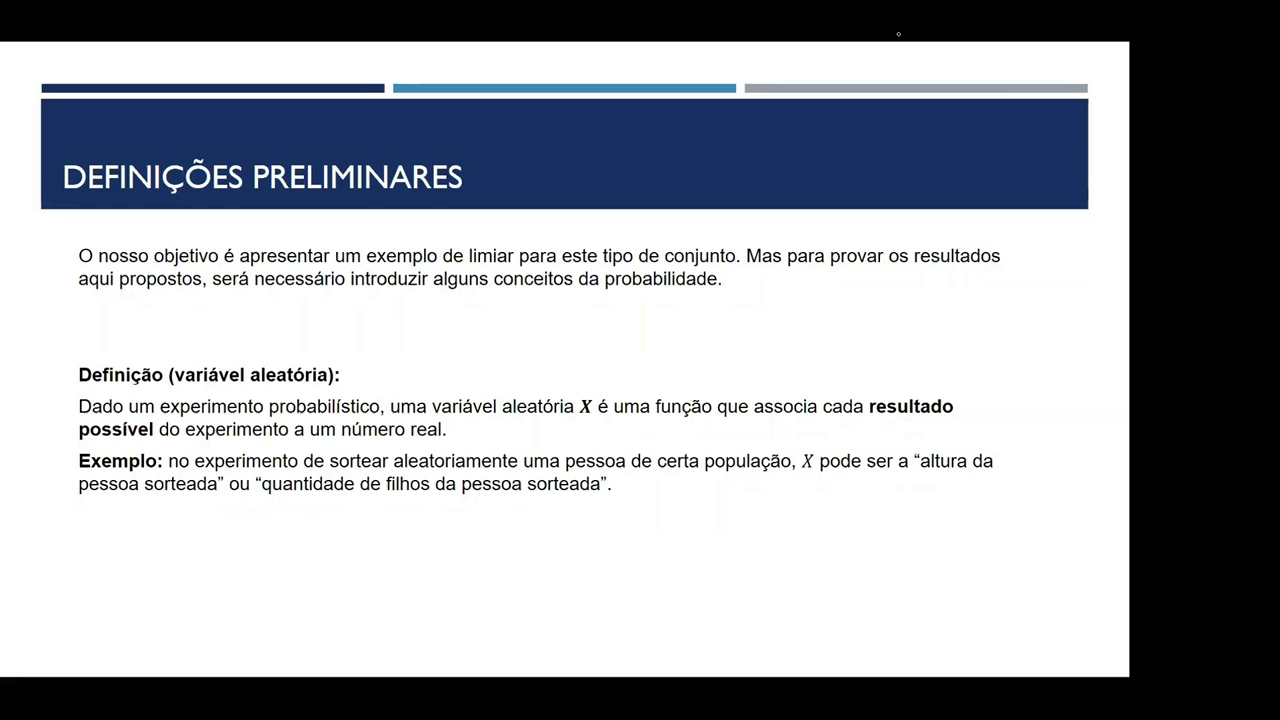 DEFINIÇÕES PRELIMINARES
O nosso objetivo é apresentar um exemplo de limiar para este tipo de conjunto. Mas para provar os resultados
aqui propostos, será necessário introduzir alguns conceitos da probabilidade.
Definição (variável aleatória):
Dado um experimento probabilístico, uma variável aleatória X é uma função que associa cada resultado
possível do experimento a um número real.
Exemplo: no experimento de sortear aleatoriamente uma pessoa de certa população, X pode ser a “altura da
pessoa sorteada” ou “quantidade de filhos da pessoa sorteada”.